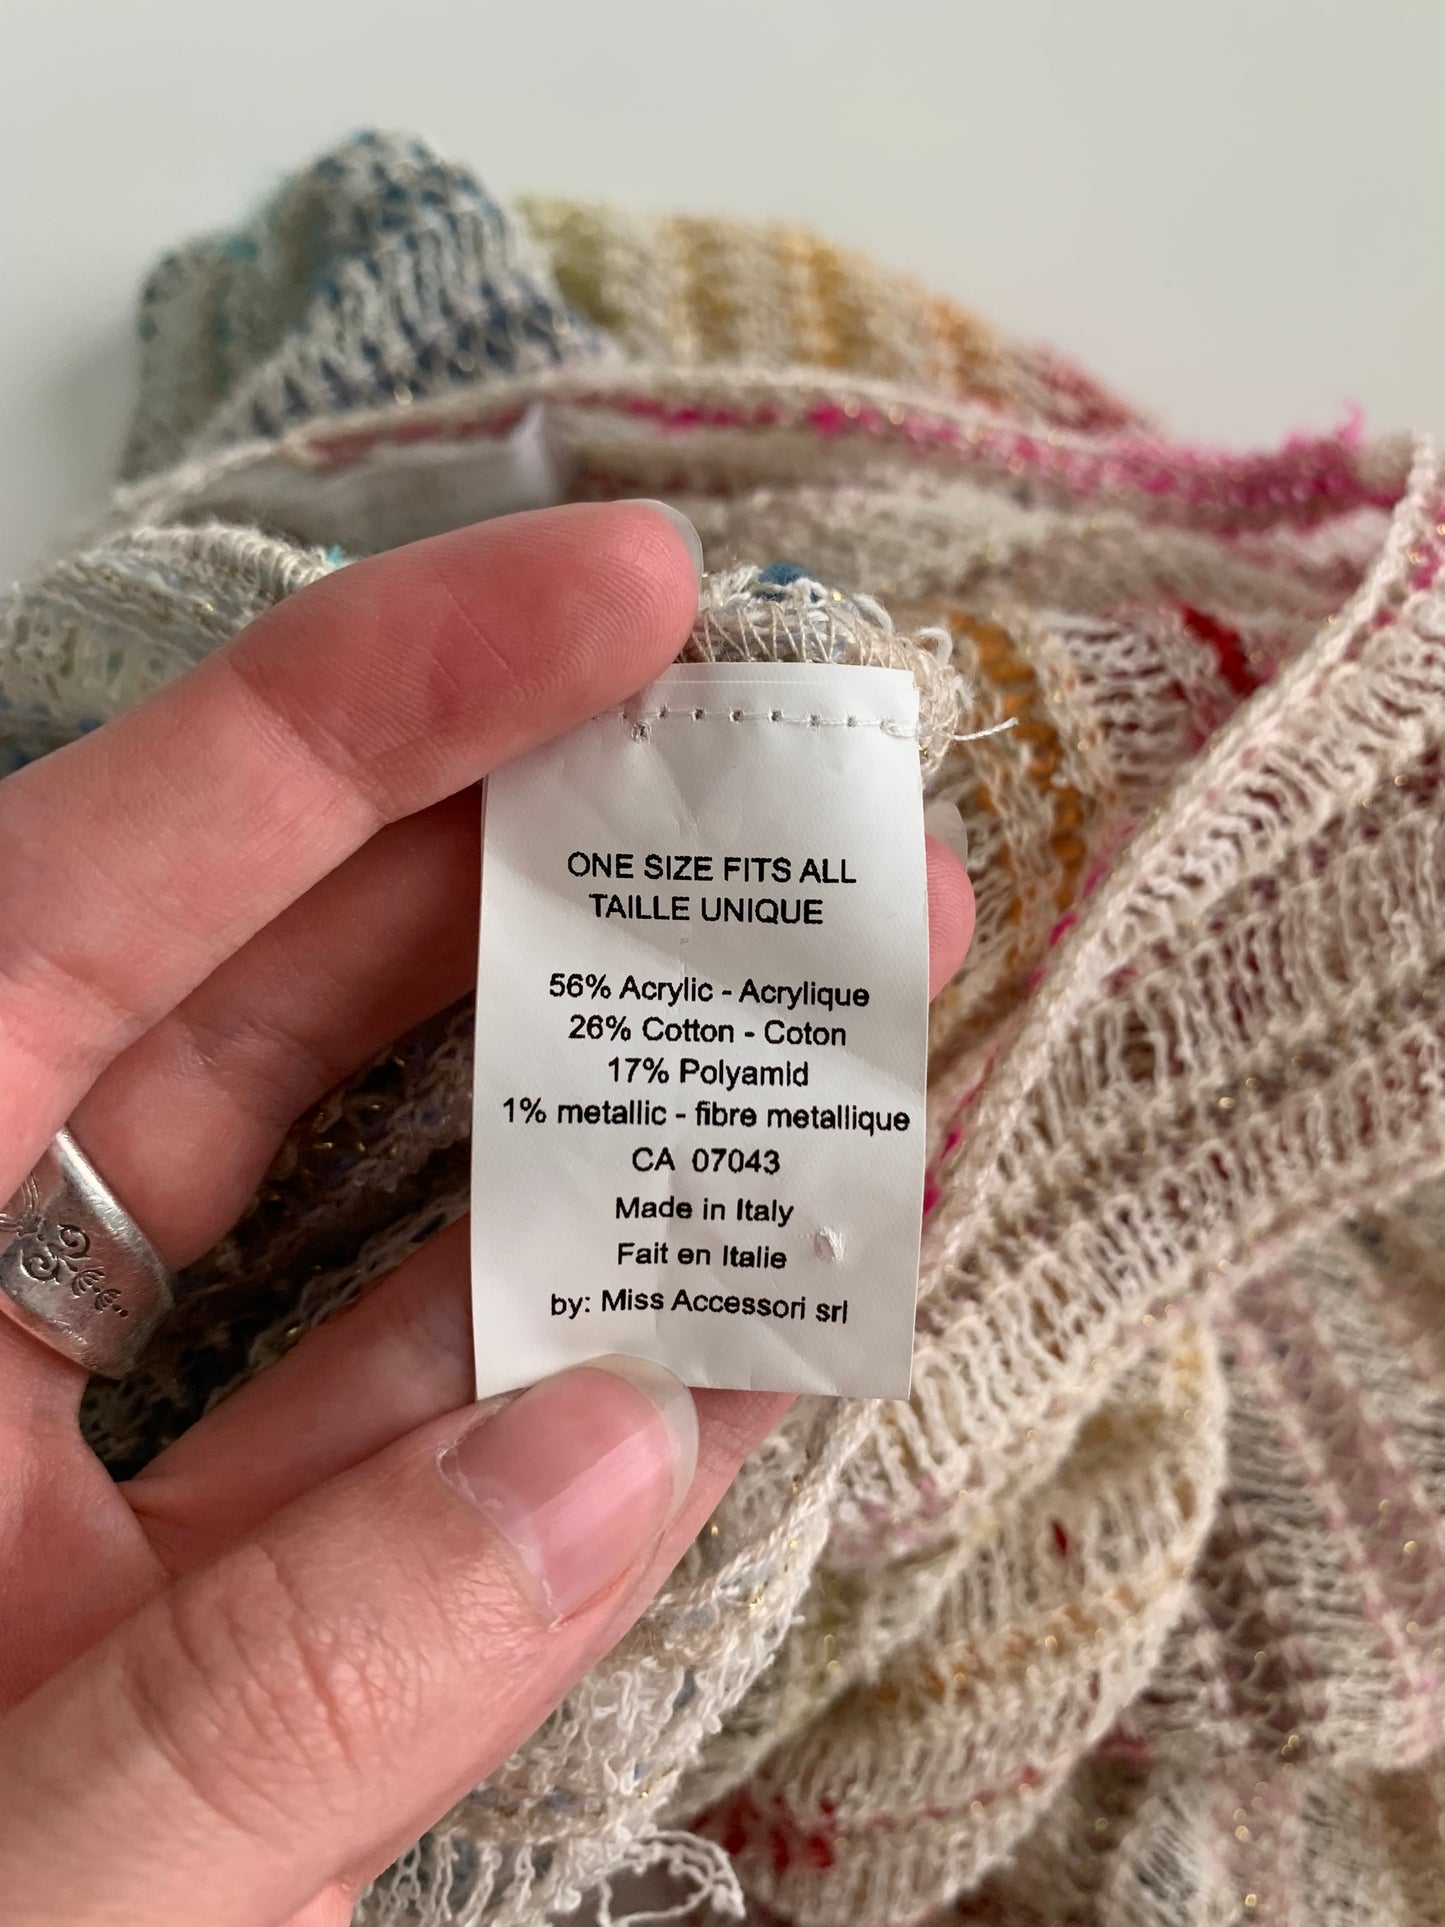 ONE SIZE FITS ALL
TAILLE UNIQUE
56% Acrylic - Acrylique
26% Cotton - Coton
17% Polyamid
1% metallic - fibre metallique
CA 07043
Made in Italy
Fait en Italie
by: Miss Accessori srl